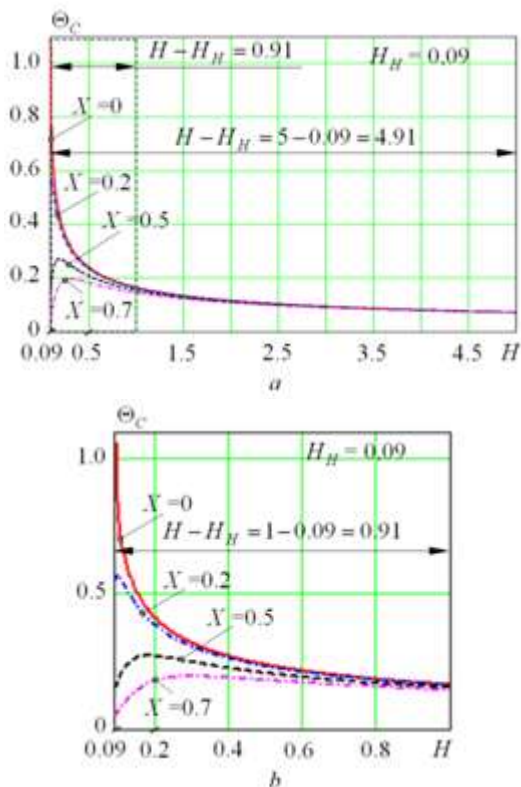 Θ_C
1.0
0.8
0.6
0.4
0.2
0
H – H_H = 0.91
H_H = 0.09
X = 0
H – H_H = 5 – 0.09 = 4.91
X = 0.2
X = 0.5
X = 0.7
0.09 0.5 1.5 2.5 3.5 4.5 H
a
Θ_C
1.0
0.5
0
H_H = 0,09
X = 0
H – H_H = 1 – 0.09 = 0.91
X = 0.2
X = 0.5
X = 0.7
0.09 0.2 0.4 0.6 0.8 H
b